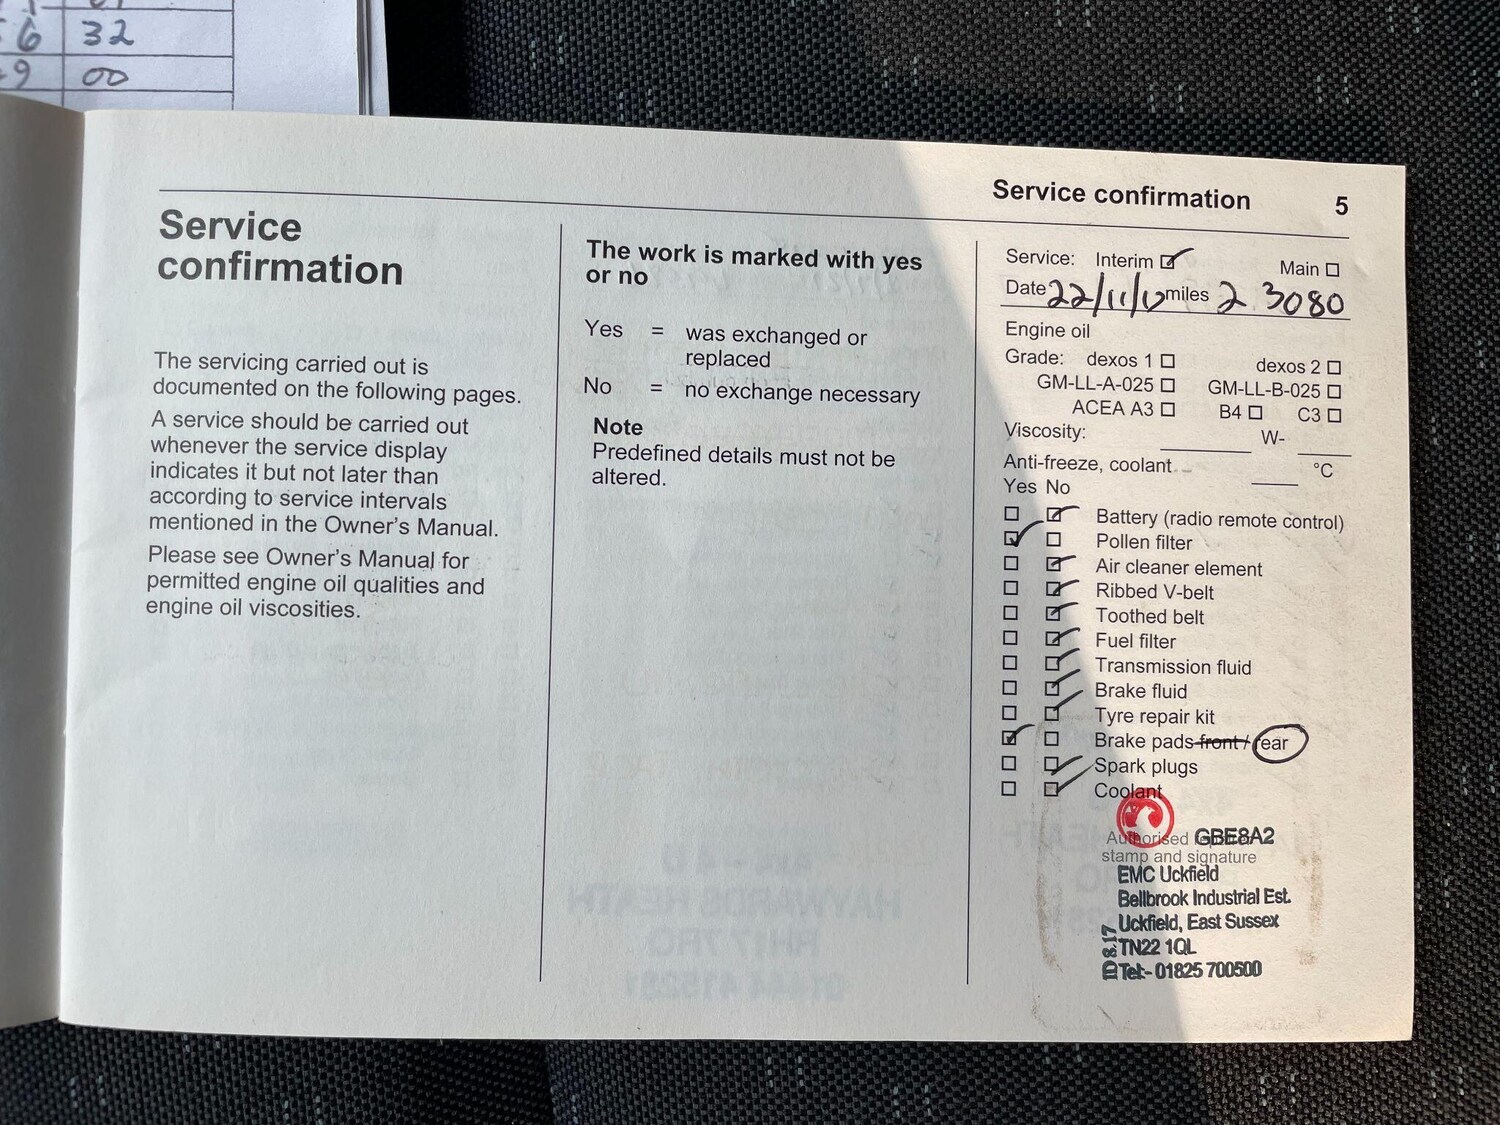 6 32
9 00
Service confirmation 5
Service
confirmation
The servicing carried out is
documented on the following pages.
A service should be carried out
whenever the service display
indicates it but not later than
according to service intervals
mentioned in the Owner's Manual.
Please see Owner's Manual for
permitted engine oil qualities and
engine oil viscosities.
The work is marked with yes
or no
Yes = was exchanged or
replaced
No = no exchange necessary
Note
Predefined details must not be
altered.
Service: Interim Main
Date 22/11/17 miles 23080
Engine oil
Grade: dexos 1 dexos 2
GM-LL-A-025 GM-LL-B-025
ACEA A3 B4 C3
Viscosity: W-
Anti-freeze, coolant °C
Yes No
Battery (radio remote control)
Pollen filter
Air cleaner element
Ribbed V-belt
Toothed belt
Fuel filter
Transmission fluid
Brake fluid
Tyre repair kit
Brake pads front / rear
Spark plugs
Coolant
Authorised GBE8A2
stamp and signature
EMC Uckfield
Bellbrook Industrial Est.
Uckfield, East Sussex
TN22 1QL
Tel:- 01825 700500
HAYWARDS HEATH
RH17 7RQ